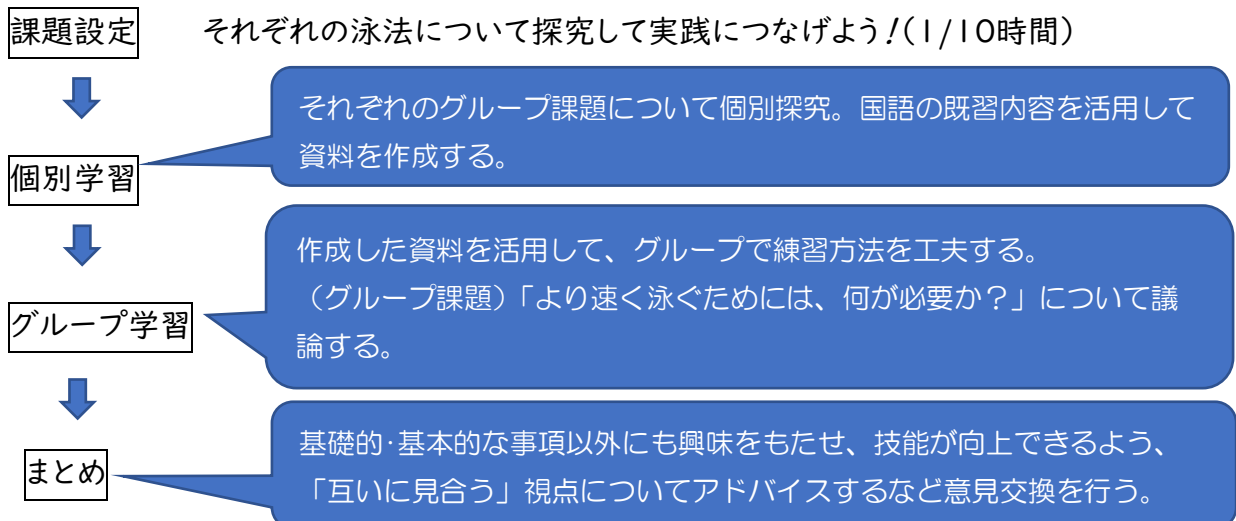 課題設定 それぞれの泳法について探究して実践につなげよう!(1/10時間)
それぞれのグループ課題について個別探究。国語の既習内容を活用して
資料を作成する。
個別学習
作成した資料を活用して、グループで練習方法を工夫する。
(グループ課題)「より速く泳ぐためには、何が必要か?」について議
論する。
グループ学習
基礎的・基本的な事項以外にも興味をもたせ、技能が向上できるよう、
「互いに見合う」視点についてアドバイスするなど意見交換を行う。
まとめ